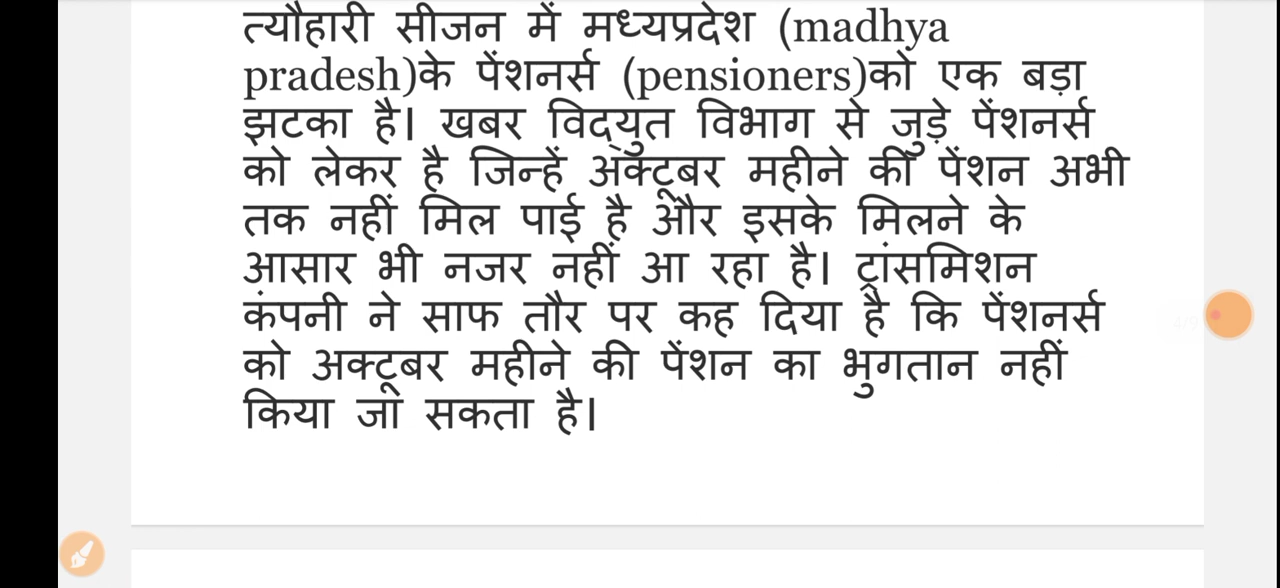 त्यौहारी सीजन में मध्यप्रदेश (madhya
pradesh)के पेंशनर्स (pensioners)को एक बड़ा
झटका है। खबर विद्युत विभाग से जुड़े पेंशनर्स
को लेकर है जिन्हें अक्टूबर महीने की पेंशन अभी
तक नहीं मिल पाई है और इसके मिलने के
आसार भी नजर नहीं आ रहा है। ट्रांसमिशन
कंपनी ने साफ तौर पर कह दिया है कि पेंशनर्स
को अक्टूबर महीने की पेंशन का भुगतान नहीं
किया जा सकता है।
4/9